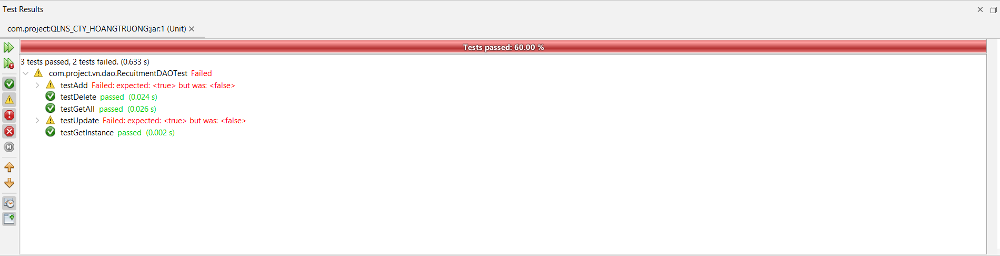 Test Results
com.project:QLNS_CTY_HOANGTRUONG:jar:1 (Unit)
Tests passed: 60.00 %
3 tests passed, 2 tests failed. (0.633 s)
com.project.vn.dao.RecuitmentDAOTest Failed
testAdd Failed: expected: <true> but was: <false>
testDelete passed (0.024 s)
testGetAll passed (0.026 s)
testUpdate Failed: expected: <true> but was: <false>
testGetInstance passed (0.002 s)